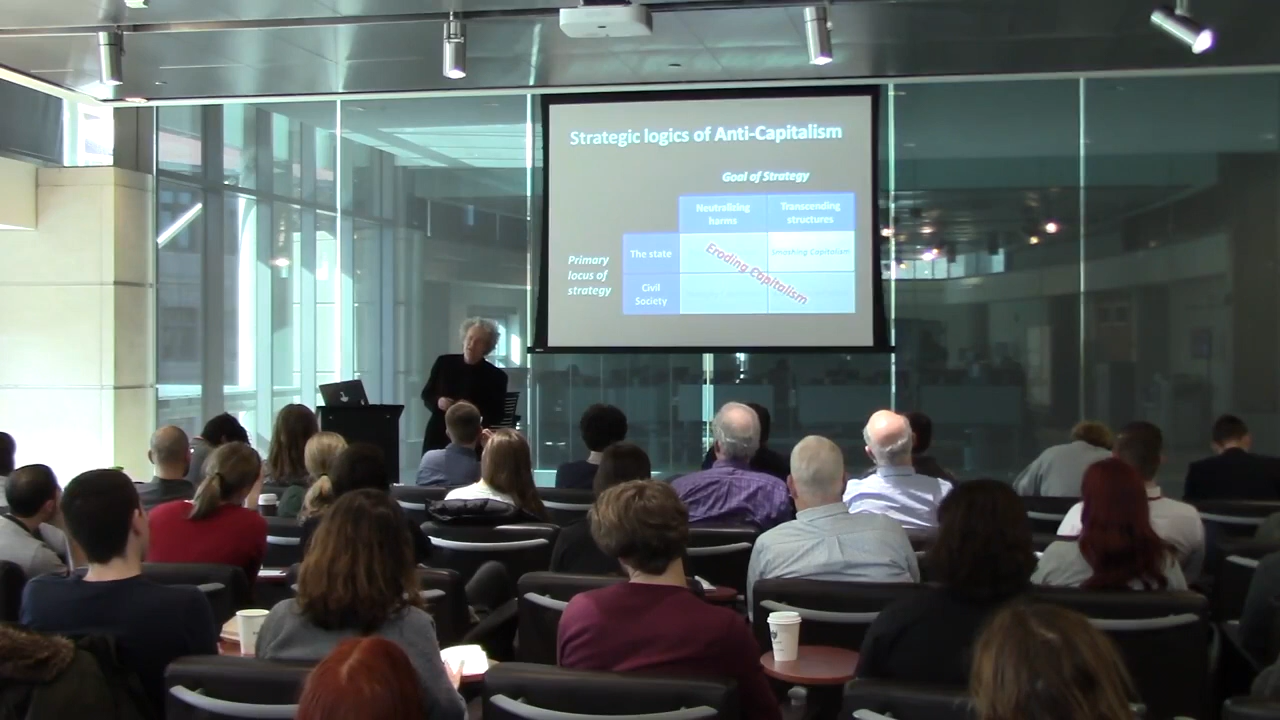 Strategic logics of Anti-Capitalism
Goal of Strategy
Neutralizing
harms
Transcending
structures
Primary
locus of
strategy
The state
Smashing Capitalism
Eroding Capitalism
Civil
Society